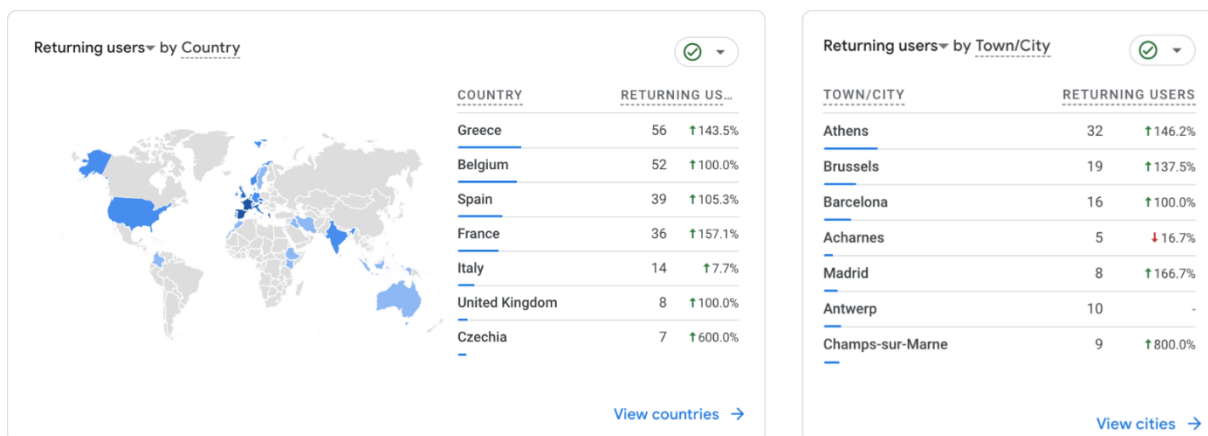 Returning users by Country
COUNTRY RETURNING US...
Greece 56 ↑143.5%
Belgium 52 ↑100.0%
Spain 39 ↑105.3%
France 36 ↑157.1%
Italy 14 ↑7.7%
United Kingdom 8 ↑100.0%
Czechia 7 ↑600.0%
View countries →
Returning users by Town/City
TOWN/CITY RETURNING USERS
Athens 32 ↑146.2%
Brussels 19 ↑137.5%
Barcelona 16 ↑100.0%
Acharnes 5 ↓16.7%
Madrid 8 ↑166.7%
Antwerp 10 -
Champs-sur-Marne 9 ↑800.0%
View cities →